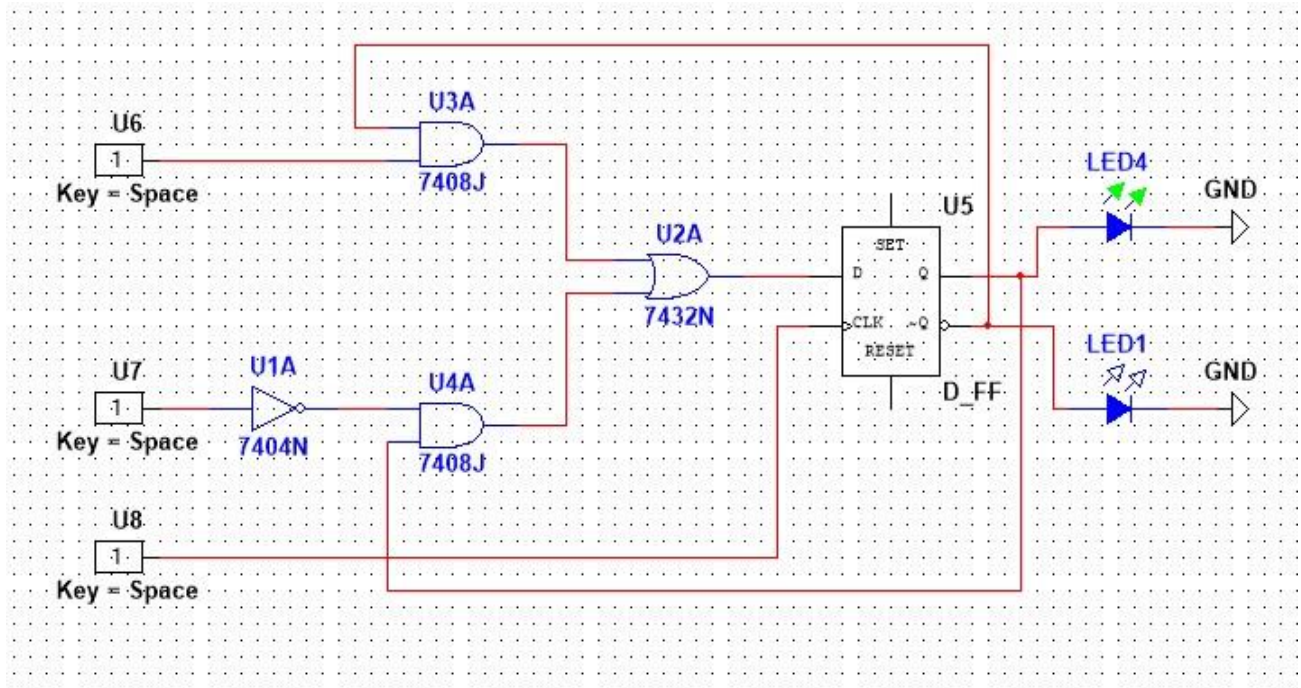 U3A
7408J
U6
1
Key = Space
LED4
GND
U5
U2A
7432N
SET
D
Q
CLK
~Q
RESET
D_FF
LED1
GND
U7
1
Key = Space
U1A
7404N
U4A
7408J
U8
1
Key = Space